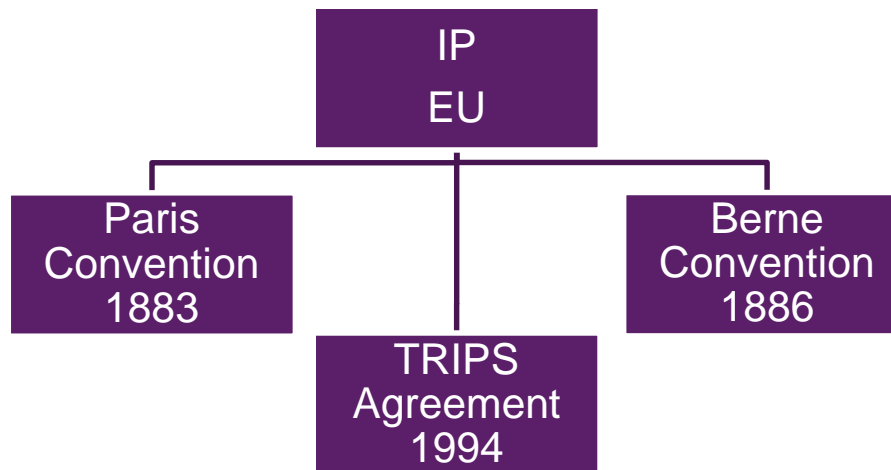 IP
EU
Paris
Convention
1883
Berne
Convention
1886
TRIPS
Agreement
1994